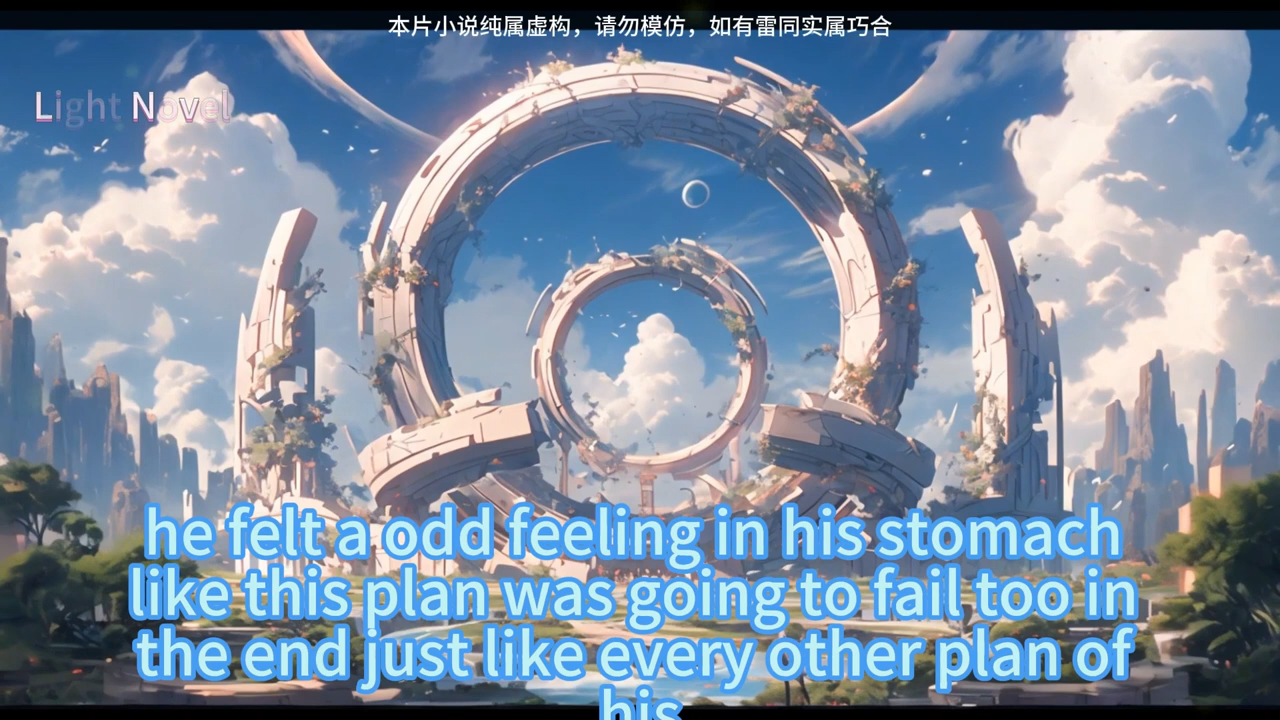 本片小说纯属虚构，请勿模仿，如有雷同实属巧合
Light Novel
he felt a odd feeling in his stomach
like this plan was going to fail too in
the end just like every other plan of
his